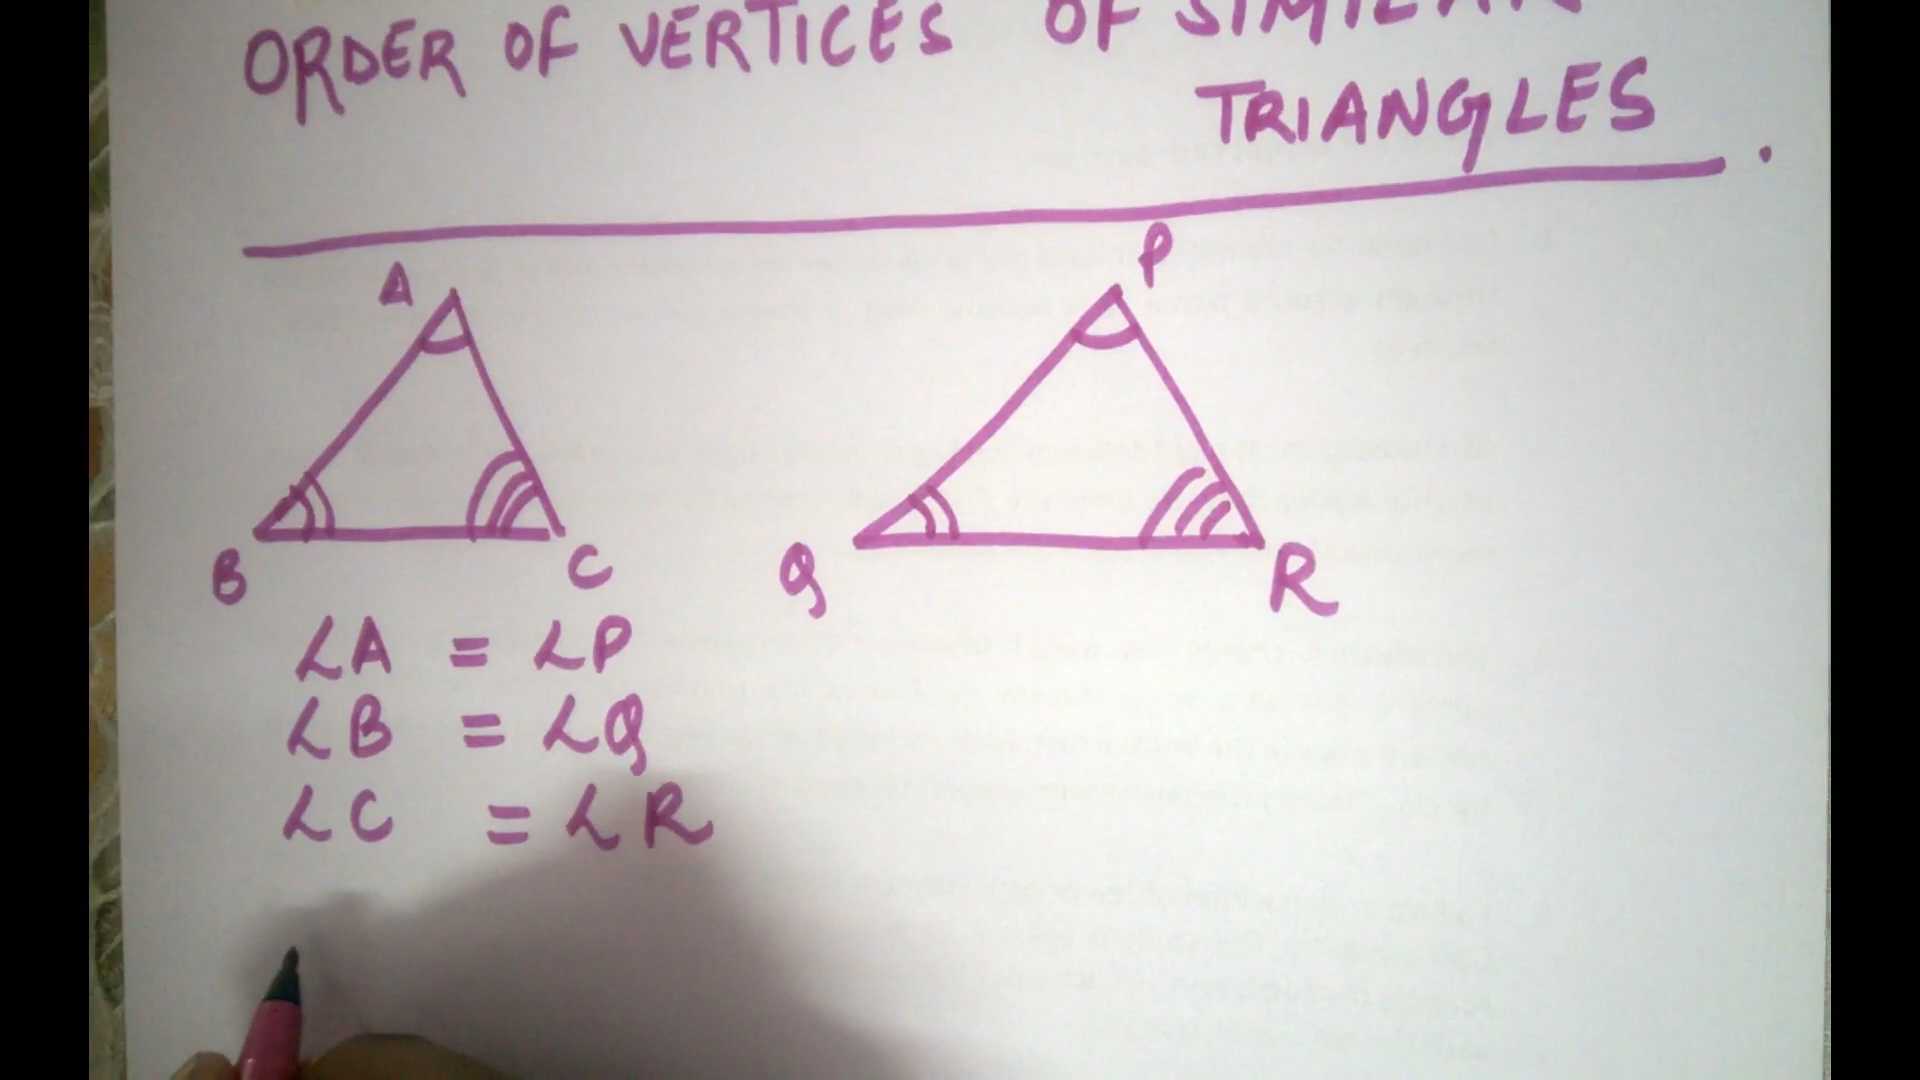 ORDER OF VERTICES OF SIMILAR
TRIANGLES.
A
P
B
C
Q
R
∠A = ∠P
∠B = ∠Q
∠C = ∠R